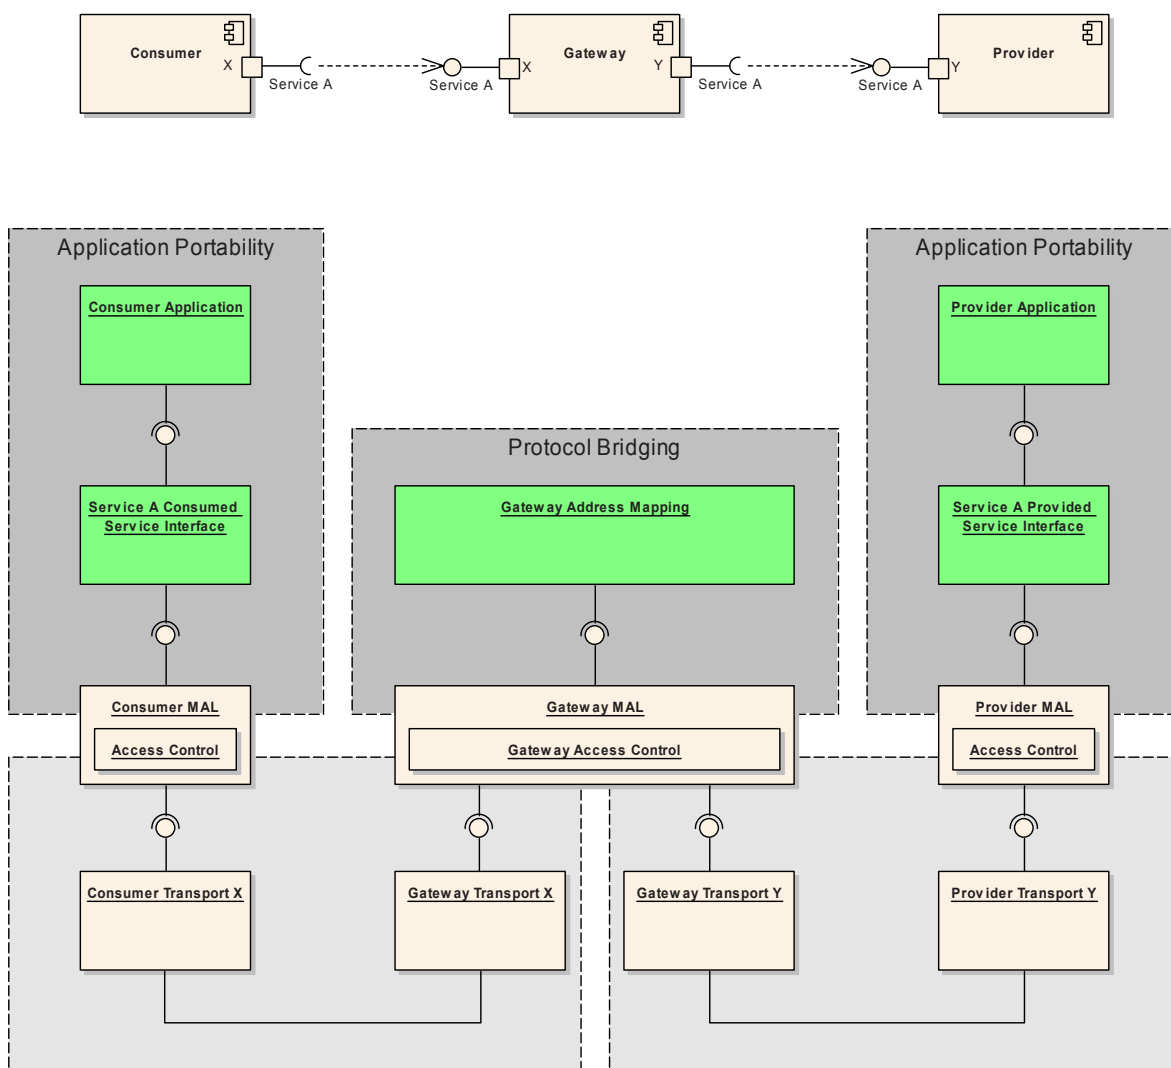 Consumer
Gateway
Provider
X
X
Y
Y
Service A
Service A
Service A
Service A
Application Portability
Application Portability
Consumer Application
Provider Application
Protocol Bridging
Service A Consumed
Service Interface
Gateway Address Mapping
Service A Provided
Service Interface
Consumer MAL
Gateway MAL
Provider MAL
Access Control
Gateway Access Control
Access Control
Consumer Transport X
Gateway Transport X
Gateway Transport Y
Provider Transport Y